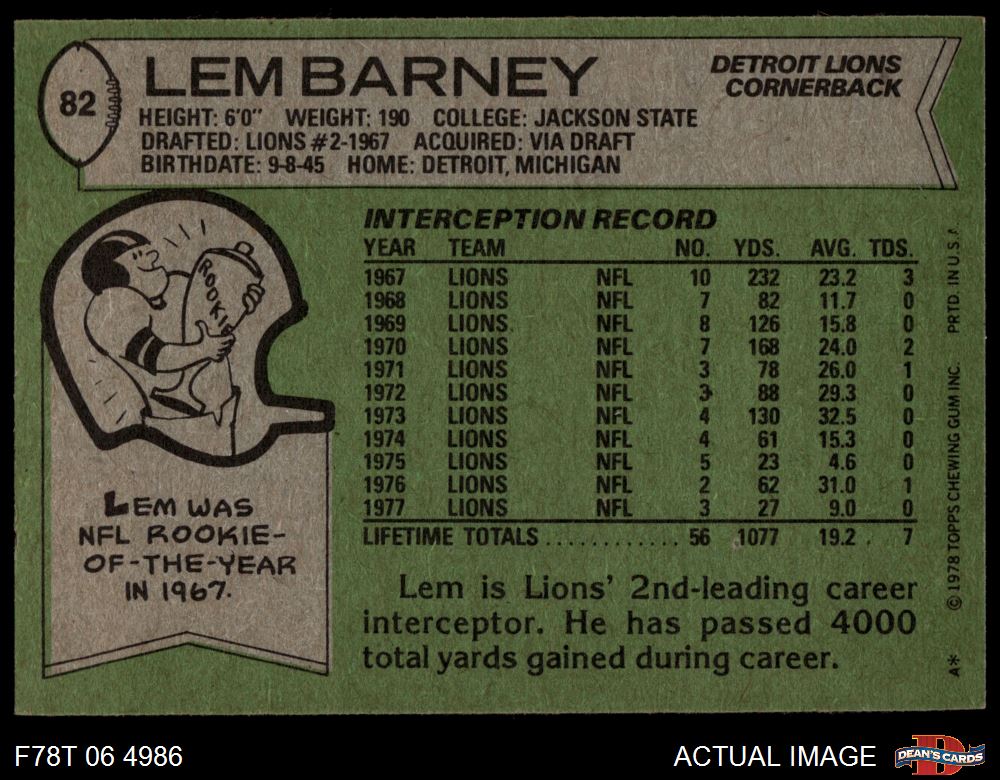 82
LEM BARNEY
DETROIT LIONS
CORNERBACK
HEIGHT: 6'0" WEIGHT: 190 COLLEGE: JACKSON STATE
DRAFTED: LIONS #2-1967 ACQUIRED: VIA DRAFT
BIRTHDATE: 9-8-45 HOME: DETROIT, MICHIGAN
ROOKIE
LEM WAS
NFL ROOKIE-
OF-THE-YEAR
IN 1967.
INTERCEPTION RECORD
YEAR TEAM NO. YDS. AVG. TDS.
1967 LIONS NFL 10 232 23.2 3
1968 LIONS NFL 7 82 11.7 0
1969 LIONS. NFL 8 126 15.8 0
1970 LIONS NFL 7 168 24.0 2
1971 LIONS NFL 3 78 26.0 1
1972 LIONS NFL 3 88 29.3 0
1973 LIONS NFL 4 130 32.5 0
1974 LIONS NFL 4 61 15.3 0
1975 LIONS NFL 5 23 4.6 0
1976 LIONS NFL 2 62 31.0 1
1977 LIONS NFL 3 27 9.0 0
LIFETIME TOTALS ............ 56 1077 19.2 7
Lem is Lions' 2nd-leading career
interceptor. He has passed 4000
total yards gained during career.
A* © 1978 TOPPS CHEWING GUM INC. PRTD. IN U.S.A.
F78T 06 4986
ACTUAL IMAGE
DEAN'S CARDS